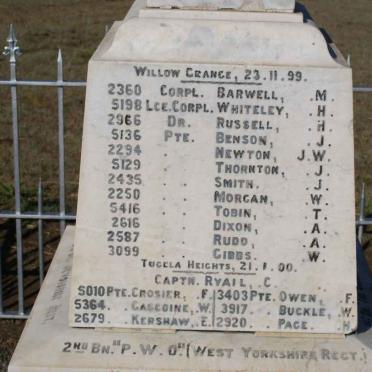 WILLOW GRANGE, 23.11.99.
2360 CORPL. BARWELL, .M
5198 LCE.CORPL. WHITELEY, H
2966 DR. RUSSELL, H
5136 PTE. BENSON, .J
2294 . . NEWTON, J.W
5129 . . THORNTON, J
2435 . . SMITH, J
2250 . . MORGAN, W.
5416 . . TOBIN, T
2616 . . DIXON, .A
2587 . . RUDD, .A
3099 . . GIBBS, W.
TUGELA HEIGHTS, 21.1.00.
CAPTN. RYALL, C.
5010 PTE. CROSIER, .F. 3403 PTE. OWEN, F.
5364. . GASCOINE, W. 3917. . BUCKLE, W.
2679. . KERSHAW, E. 2920. . PAGE, H
2ND BN. "P.W.O" (WEST YORKSHIRE REGT.)